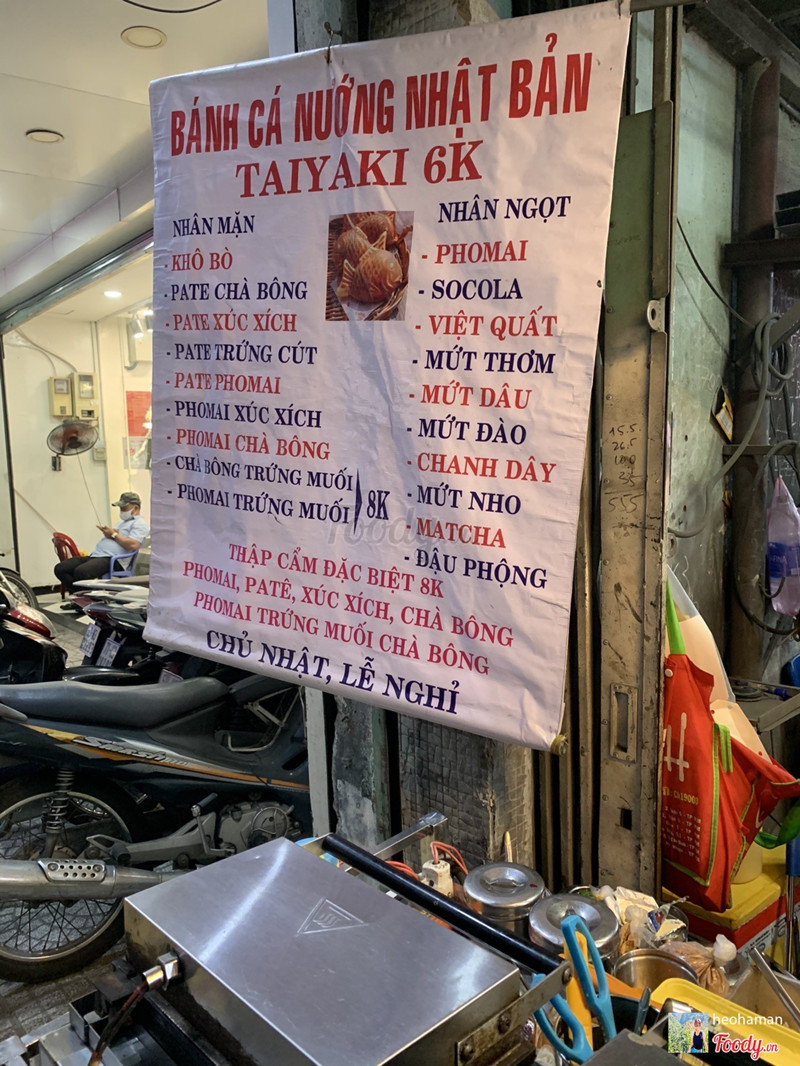 BÁNH CÁ NƯỚNG NHẬT BẢN
TAIYAKI 6K
NHÂN MẶN
- KHÔ BÒ
- PATE CHÀ BÔNG
- PATE XÚC XÍCH
- PATE TRỨNG CÚT
- PATE PHOMAI
- PHOMAI XÚC XÍCH
- PHOMAI CHÀ BÔNG
- CHÀ BÔNG TRỨNG MUỐI
- PHOMAI TRỨNG MUỐI
8K
NHÂN NGỌT
- PHOMAI
- SOCOLA
- VIỆT QUẤT
- MỨT THƠM
- MỨT DÂU
- MỨT ĐÀO
- CHANH DÂY
- MỨT NHO
- MATCHA
- ĐẬU PHỘNG
THẬP CẨM ĐẶC BIỆT 8K
PHOMAI, PATÊ, XÚC XÍCH, CHÀ BÔNG
PHOMAI TRỨNG MUỐI CHÀ BÔNG
CHỦ NHẬT, LỄ NGHỈ
Foody
555
heohaman
Foody.vn